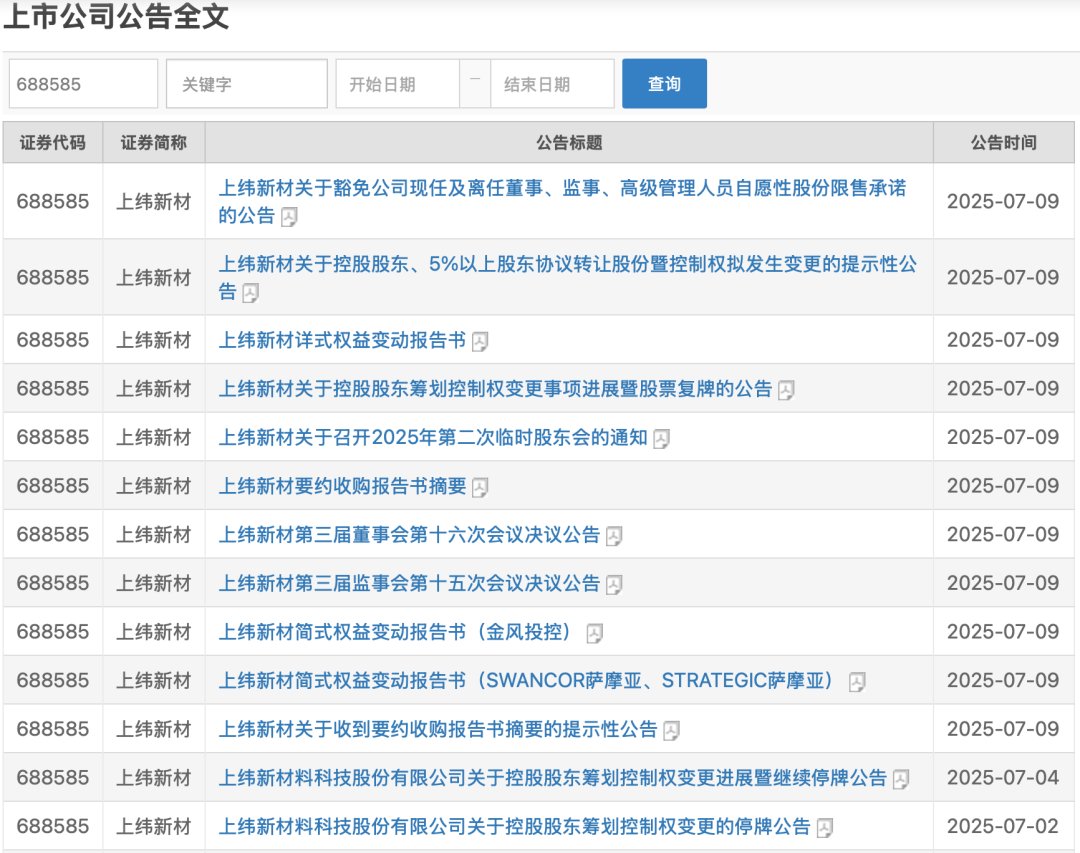 上市公司公告全文
688585 关键字 开始日期 — 结束日期 查询
证券代码 证券简称 公告标题 公告时间
688585 上纬新材 上纬新材关于豁免公司现任及离任董事、监事、高级管理人员自愿性股份限售承诺 2025-07-09
的公告
688585 上纬新材 上纬新材关于控股股东、5%以上股东协议转让股份暨控制权拟发生变更的提示性公 2025-07-09
告
688585 上纬新材 上纬新材详式权益变动报告书 2025-07-09
688585 上纬新材 上纬新材关于控股股东筹划控制权变更事项进展暨股票复牌的公告 2025-07-09
688585 上纬新材 上纬新材关于召开2025年第二次临时股东会的通知 2025-07-09
688585 上纬新材 上纬新材要约收购报告书摘要 2025-07-09
688585 上纬新材 上纬新材第三届董事会第十六次会议决议公告 2025-07-09
688585 上纬新材 上纬新材第三届监事会第十五次会议决议公告 2025-07-09
688585 上纬新材 上纬新材简式权益变动报告书（金风投控） 2025-07-09
688585 上纬新材 上纬新材简式权益变动报告书（SWANCOR萨摩亚、STRATEGIC萨摩亚） 2025-07-09
688585 上纬新材 上纬新材关于收到要约收购报告书摘要的提示性公告 2025-07-09
688585 上纬新材 上纬新材料科技股份有限公司关于控股股东筹划控制权变更进展暨继续停牌公告 2025-07-04
688585 上纬新材 上纬新材料科技股份有限公司关于控股股东筹划控制权变更的停牌公告 2025-07-02